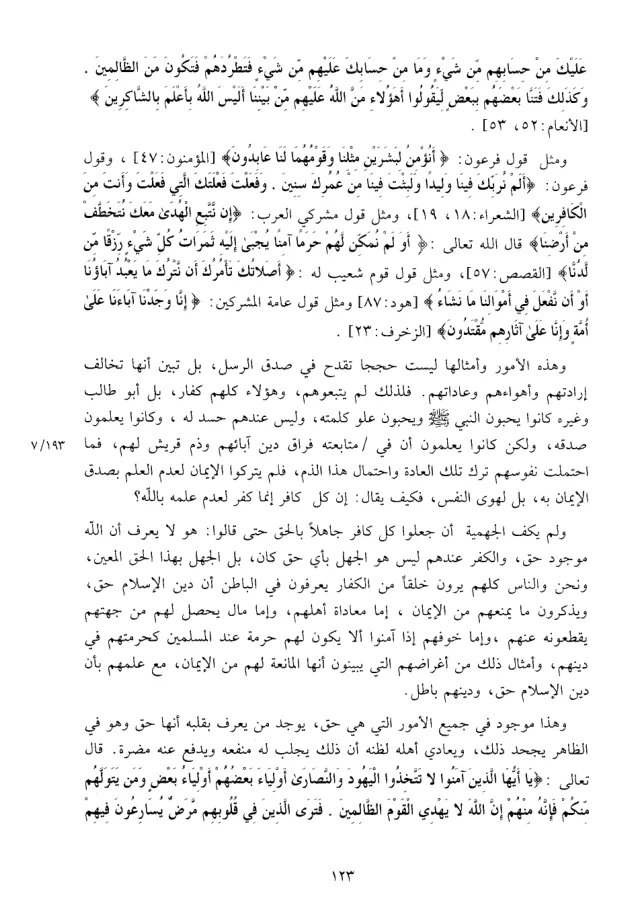 عَلَيْكَ مِنْ حِسَابِهِم مِّن شَيْءٍ وَمَا مِنْ حِسَابِكَ عَلَيْهِم مِّن شَيْءٍ فَتَطْرُدَهُمْ فَتَكُونَ مِنَ الظَّالِمِينَ .
وَكَذَلِكَ فَتَنَّا بَعْضَهُم بِبَعْضٍ لِّيَقُولُوا أَهَؤُلاءِ مَنَّ اللَّهُ عَلَيْهِم مِّنْ بَيْنِنَا أَلَيْسَ اللَّهُ بِأَعْلَمَ بِالشَّاكِرِينَ ﴾
[الأنعام:٥٢، ٥٣] .
ومثل قول فرعون: ﴿ أَنُؤْمِنُ لِبَشَرَيْنِ مِثْلِنَا وَقَوْمُهُمَا لَنَا عَابِدُونَ﴾ [المؤمنون:٤٧] ، وقول
فرعون: ﴿أَلَمْ نُرَبِّكَ فِينَا وَلِيدًا وَلَبِثْتَ فِينَا مِنْ عُمُرِكَ سِنِينَ . وَفَعَلْتَ فَعْلَتَكَ الَّتِي فَعَلْتَ وَأَنتَ مِنَ
الْكَافِرِينَ﴾ [الشعراء:١٨، ١٩]، ومثل قول مشركي العرب: ﴿إِن نَّتَّبِعِ الْهُدَىٰ مَعَكَ نُتَخَطَّفْ
مِنْ أَرْضِنَا﴾ قال الله تعالى :﴿ أَوَ لَمْ نُمَكِّن لَّهُمْ حَرَمًا آمِنًا يُجْبَىٰ إِلَيْهِ ثَمَرَاتُ كُلِّ شَيْءٍ رِّزْقًا مِّن
لَّدُنَّا﴾ [القصص:٥٧]، ومثل قول قوم شعيب له :﴿ أَصَلاتُكَ تَأْمُرُكَ أَن نَّتْرُكَ مَا يَعْبُدُ آبَاؤُنَا
أَوْ أَن نَّفْعَلَ فِي أَمْوَالِنَا مَا نَشَاءُ ﴾ [هود:٨٧] ومثل قول عامة المشركين: ﴿ إِنَّا وَجَدْنَا آبَاءَنَا عَلَىٰ
أُمَّةٍ وَإِنَّا عَلَىٰ آثَارِهِم مُّقْتَدُونَ﴾ [الزخرف:٢٣] .
وهذه الأمور وأمثالها ليست حججا تقدح في صدق الرسل، بل تبين أنها تخالف
إرادتهم وأهواءهم وعاداتهم. فلذلك لم يتبعوهم، وهؤلاء كلهم كفار، بل أبو طالب
وغيره كانوا يحبون النبي ﷺ ويحبون علو كلمته، وليس عندهم حسد له ، وكانوا يعلمون
صدقه، ولكن كانوا يعلمون أن في /متابعته فراق دين آبائهم وذم قريش لهم، فما ٧/١٩٣
احتملت نفوسهم ترك تلك العادة واحتمال هذا الذم، فلم يتركوا الإيمان لعدم العلم بصدق
الإيمان به، بل لهوى النفس، فكيف يقال: إن كل كافر إنما كفر لعدم علمه بالله؟
ولم يكف الجهمية أن جعلوا كل كافر جاهلاً بالحق حتى قالوا: هو لا يعرف أن الله
موجود حق، والكفر عندهم ليس هو الجهل بأي حق كان، بل الجهل بهذا الحق المعين،
ونحن والناس كلهم يرون خلقاً من الكفار يعرفون في الباطن أن دين الإسلام حق،
ويذكرون ما يمنعهم من الإيمان ، إما معاداة أهلهم، وإما مال يحصل لهم من جهتهم
يقطعونه عنهم ،وإما خوفهم إذا آمنوا ألا يكون لهم حرمة عند المسلمين كحرمتهم في
دينهم، وأمثال ذلك من أغراضهم التي يبينون أنها المانعة لهم من الإيمان، مع علمهم بأن
دين الإسلام حق، ودينهم باطل.
وهذا موجود في جميع الأمور التي هي حق، يوجد من يعرف بقلبه أنها حق وهو في
الظاهر يجحد ذلك، ويعادي أهله لظنه أن ذلك يجلب له منفعه ويدفع عنه مضرة. قال
تعالى :﴿يَا أَيُّهَا الَّذِينَ آمَنُوا لا تَتَّخِذُوا الْيَهُودَ وَالنَّصَارَىٰ أَوْلِيَاءَ بَعْضُهُمْ أَوْلِيَاءُ بَعْضٍ وَمَن يَتَوَلَّهُم
مِّنكُمْ فَإِنَّهُ مِنْهُمْ إِنَّ اللَّهَ لا يَهْدِي الْقَوْمَ الظَّالِمِينَ . فَتَرَى الَّذِينَ فِي قُلُوبِهِم مَّرَضٌ يُسَارِعُونَ فِيهِمْ
١٢٣